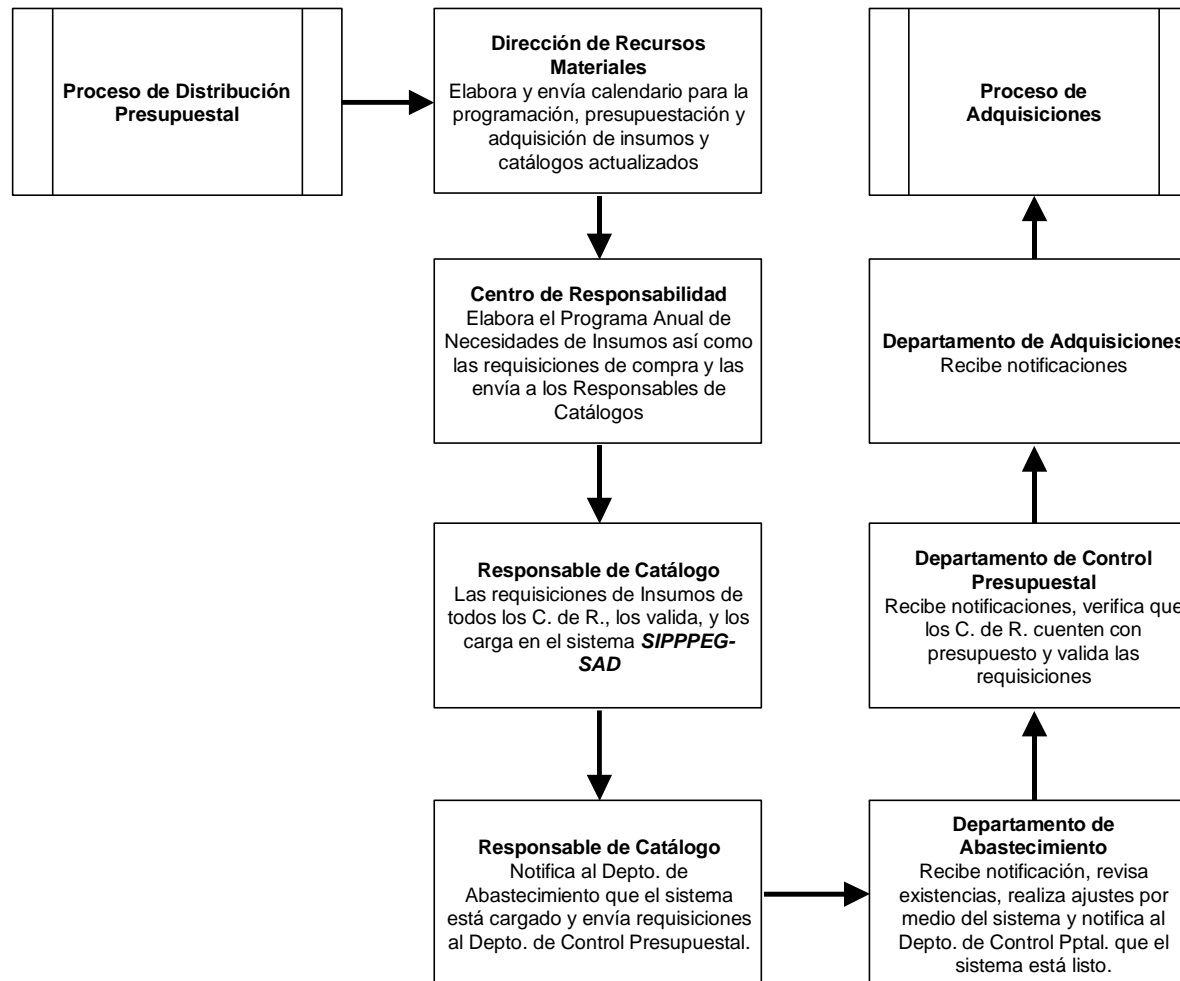 Proceso de Distribución
Presupuestal
Dirección de Recursos
Materiales
Elabora y envía calendario para la
programación, presupuestación y
adquisición de insumos y
catálogos actualizados
Centro de Responsabilidad
Elabora el Programa Anual de
Necesidades de Insumos así como
las requisiciones de compra y las
envía a los Responsables de
Catálogos
Responsable de Catálogo
Las requisiciones de Insumos de
todos los C. de R., los valida, y los
carga en el sistema SIPPPEG-
SAD
Responsable de Catálogo
Notifica al Depto. de
Abastecimiento que el sistema
está cargado y envía requisiciones
al Depto. de Control Presupuestal.
Departamento de
Abastecimiento
Recibe notificación, revisa
existencias, realiza ajustes por
medio del sistema y notifica al
Depto. de Control Pptal. que el
sistema está listo.
Departamento de Control
Presupuestal
Recibe notificaciones, verifica que
los C. de R. cuenten con
presupuesto y valida las
requisiciones
Departamento de Adquisiciones
Recibe notificaciones
Proceso de
Adquisiciones